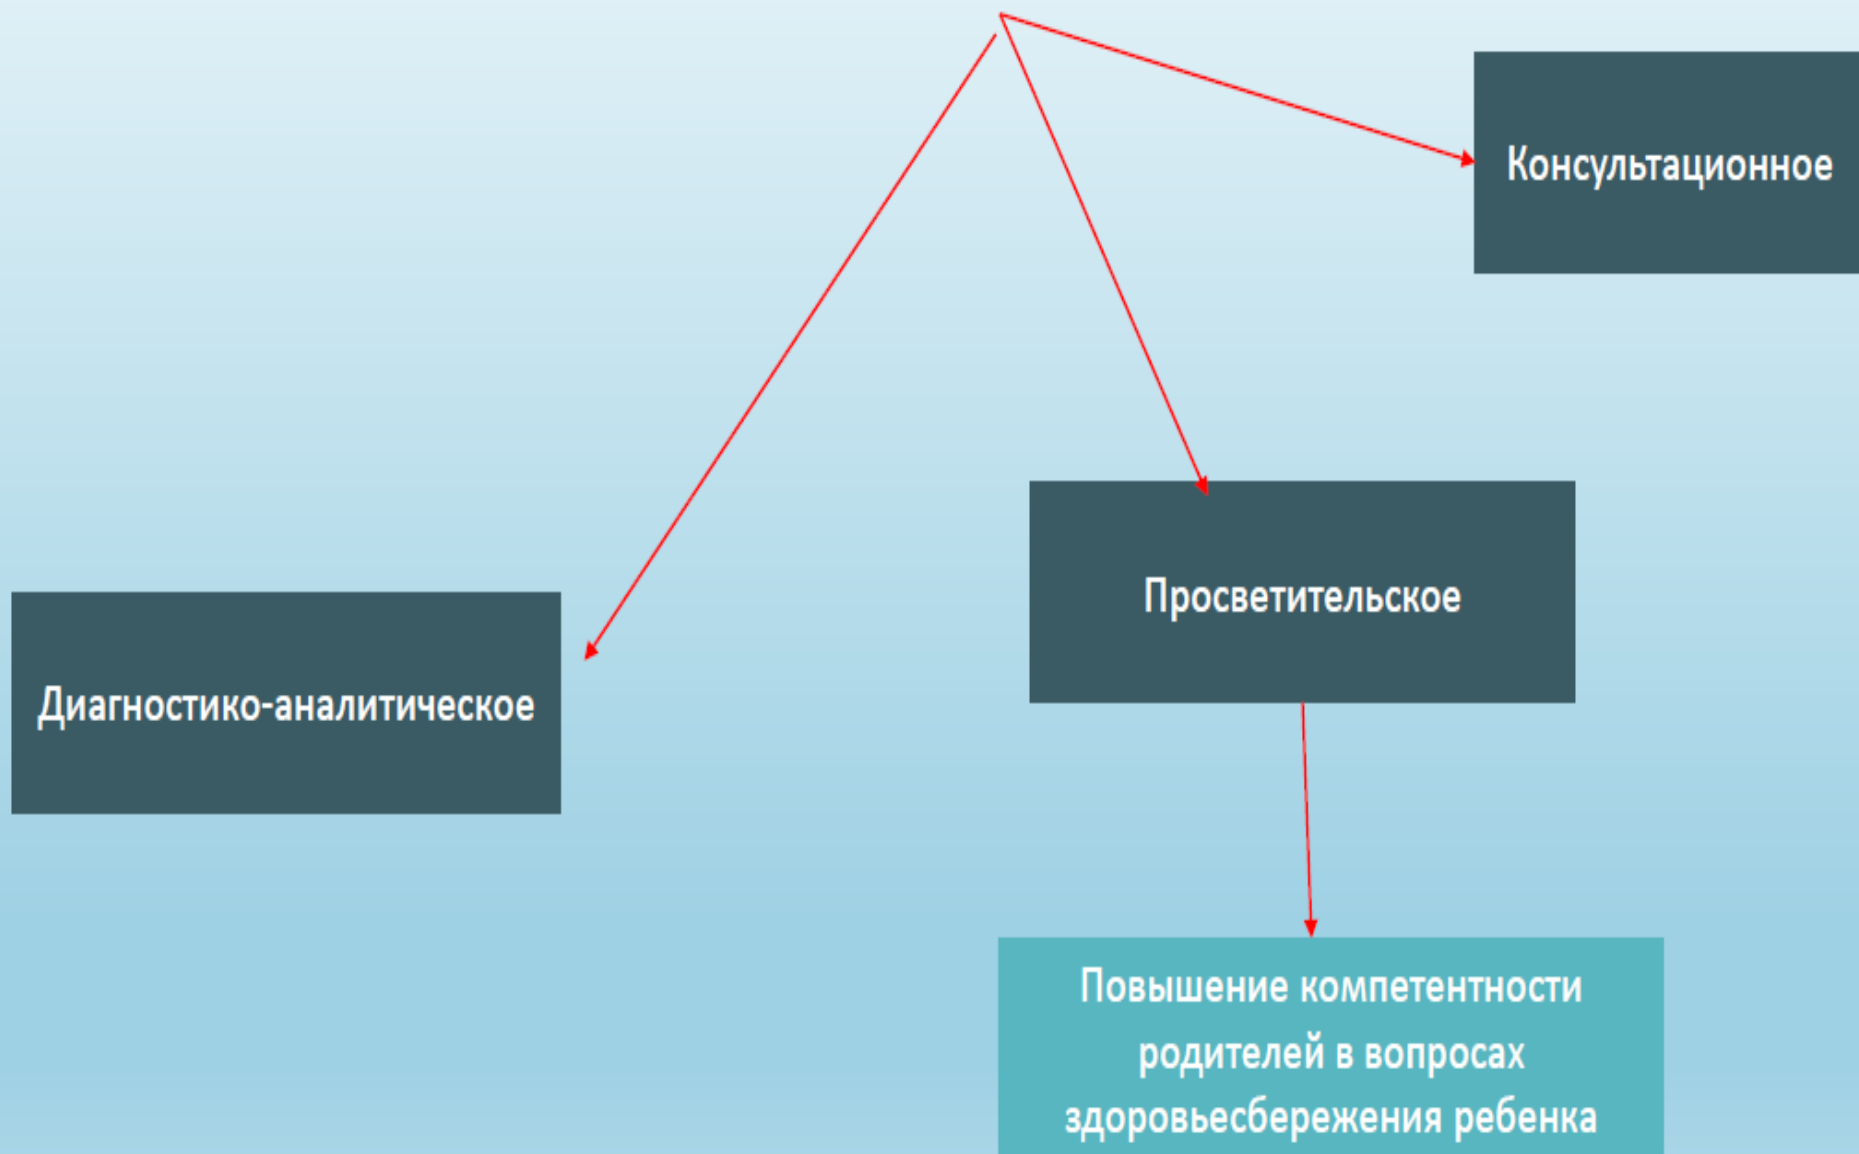 Консультационное
Просветительское
Диагностико-аналитическое
Повышение компетентности
родителей в вопросах
здоровьесбережения ребенка